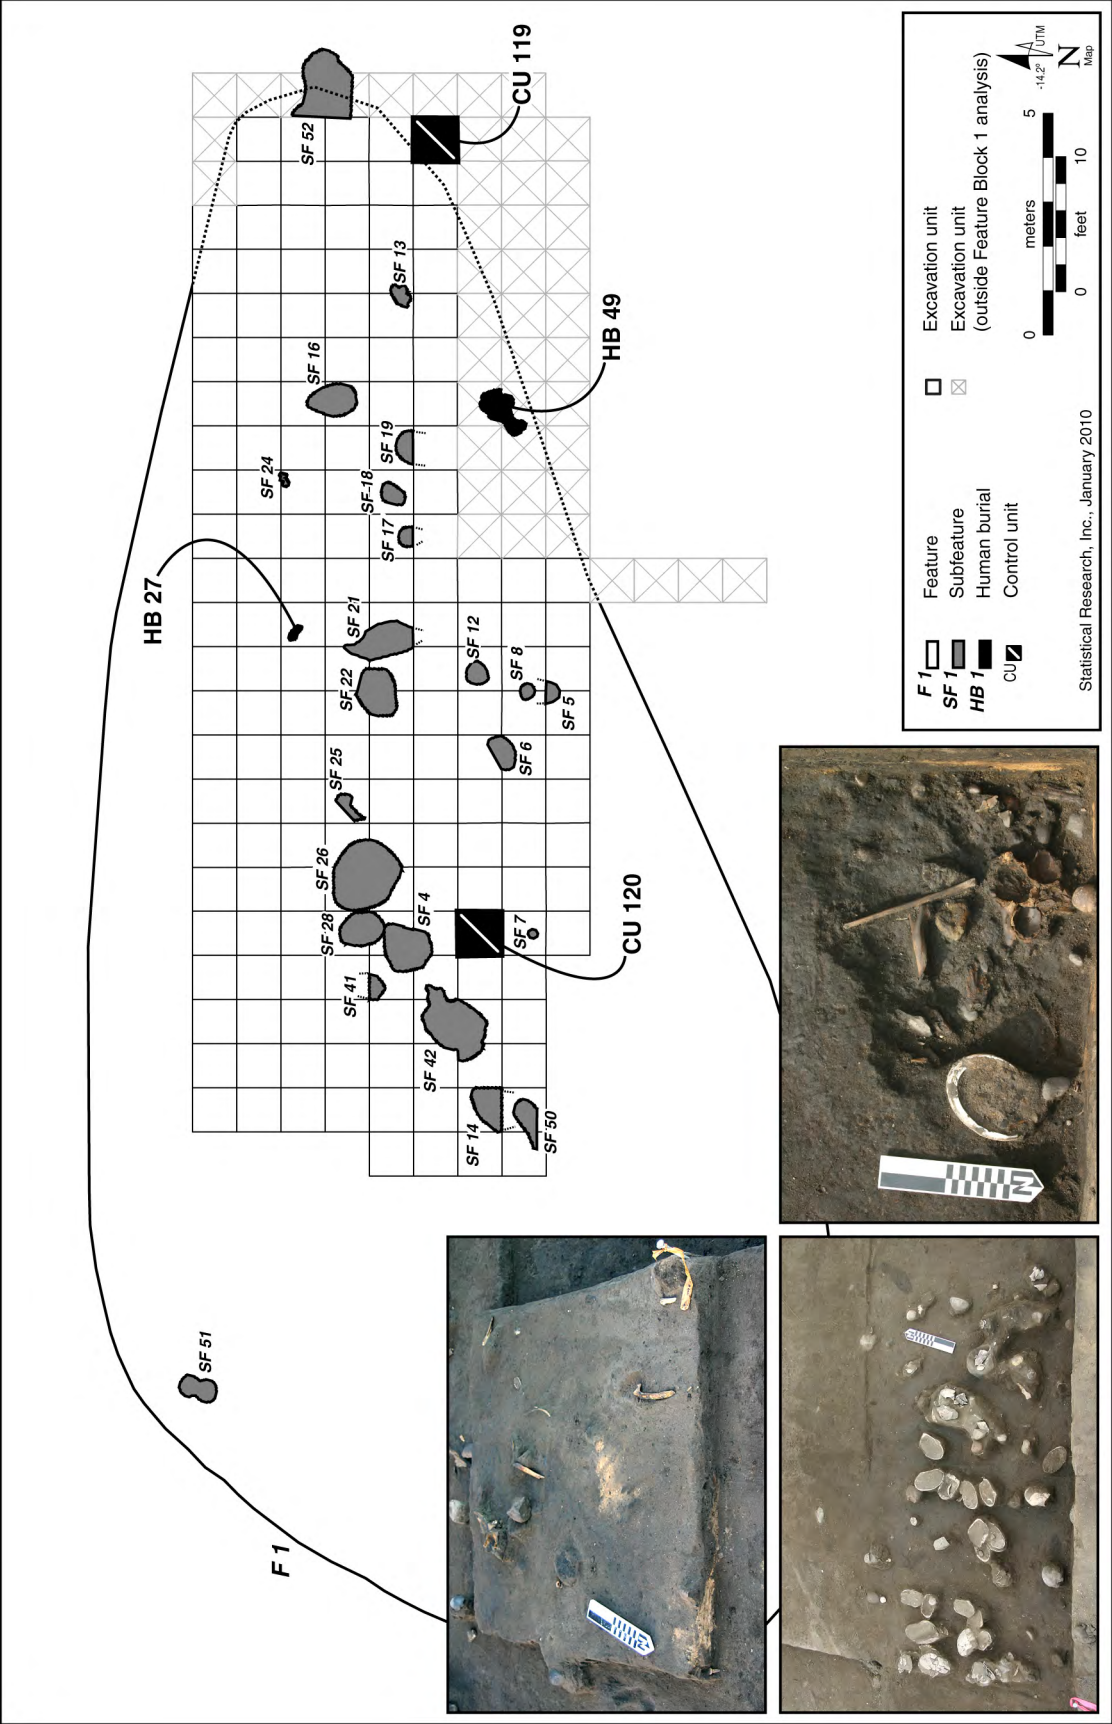 SF 52
CU 119
SF 13
HB 49
SF 16
SF 19
SF 24
SF 18
SF 17
HB 27
SF 21
SF 12
SF 22
SF 8
SF 5
SF 6
SF 25
SF 26
SF 4
SF 28
SF 7
CU 120
SF 41
SF 42
SF 14
SF 50
SF 51
F 1
F 1 Feature
SF 1 Subfeature
HB 1 Human burial
CU Control unit
Excavation unit
Excavation unit
(outside Feature Block 1 analysis)
0 meters 5
0 feet 10
-14.2° UTM
N
Map
Statistical Research, Inc., January 2010
N
N
N